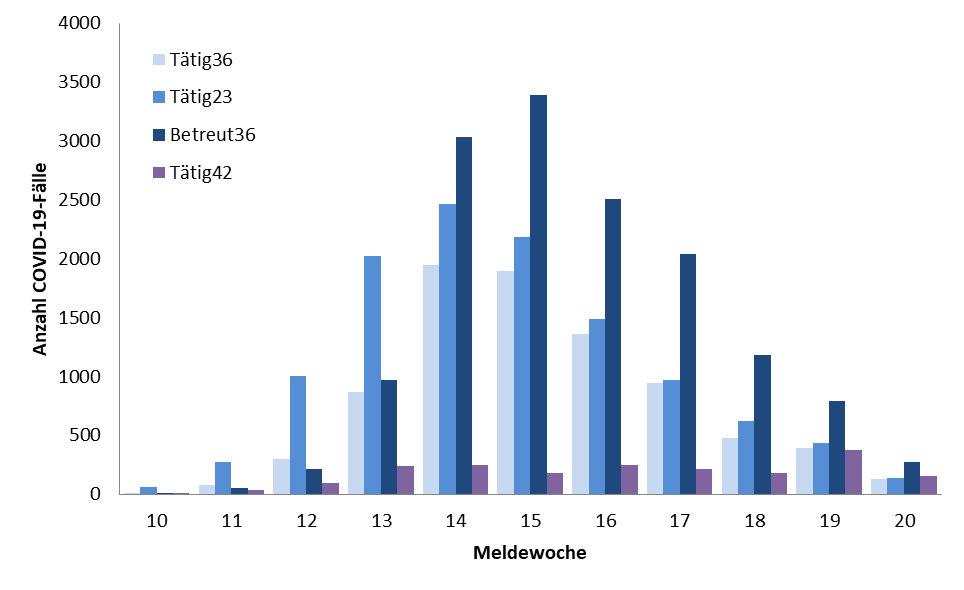 4000
3500
3000
2500
2000
1500
1000
500
0
Anzahl COVID-19-Fälle
Tätig36
Tätig23
Betreut36
Tätig42
10 11 12 13 14 15 16 17 18 19 20
Meldewoche